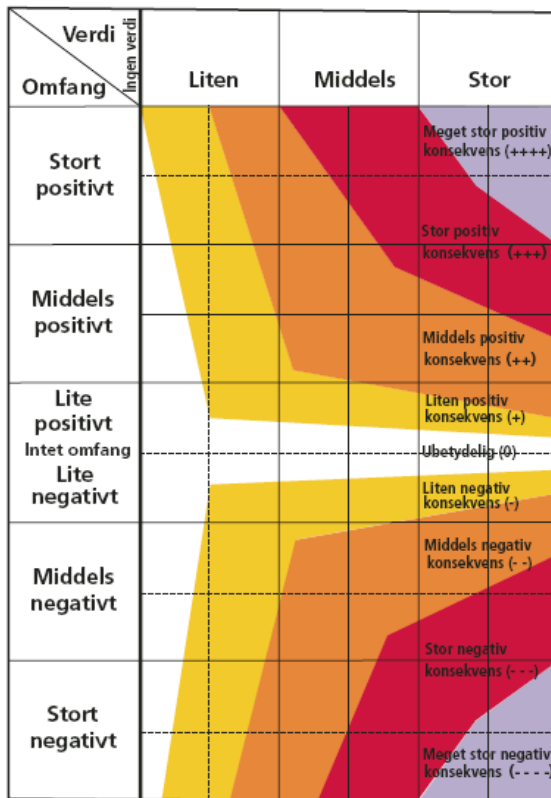 Verdi
Ingen verdi
Omfang
Liten
Middels
Stor
Stort
positivt
Meget stor positiv
konsekvens (++++)
Stor positiv
konsekvens (+++)
Middels
positivt
Middels positiv
konsekvens (++)
Lite
positivt
Liten positiv
konsekvens (+)
Intet omfang
Ubetydelig (0)
Lite
negativt
Liten negativ
konsekvens (-)
Middels
negativt
Middels negativ
konsekvens (- -)
Stor negativ
konsekvens (- - -)
Stort
negativt
Meget stor negativ
konsekvens (- - - -)